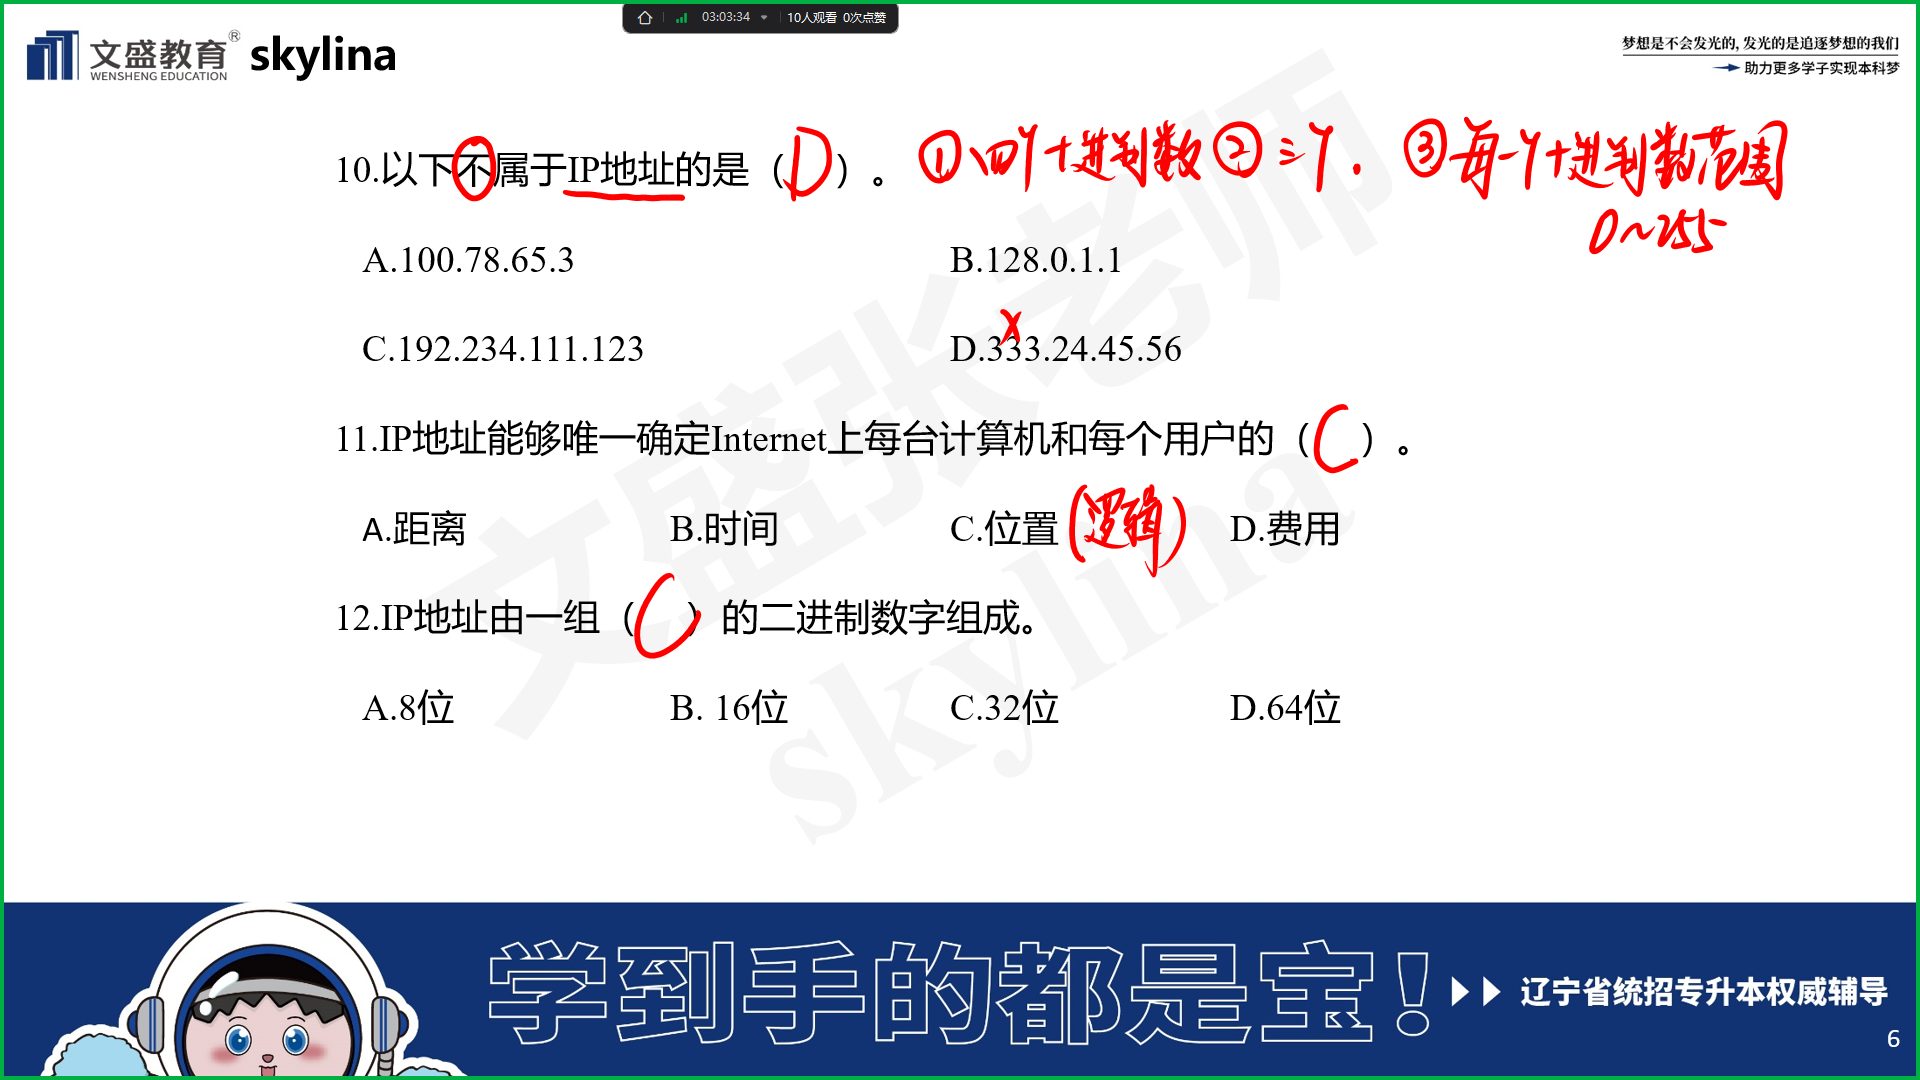 03:03:34 10人观看 0次点赞
文盛教育® skylina
WENSHENG EDUCATION
梦想是不会发光的,发光的是追逐梦想的我们
助力更多学子实现本科梦
10.以下不属于IP地址的是（D）。 ①四个十进制数 ②三个. ③每一个十进制数范围
0~255
A.100.78.65.3 B.128.0.1.1
C.192.234.111.123 D.333.24.45.56
11.IP地址能够唯一确定Internet上每台计算机和每个用户的（C）。
A.距离 B.时间 C.位置(逻辑) D.费用
12.IP地址由一组（C）的二进制数字组成。
A.8位 B. 16位 C.32位 D.64位
文盛张老师
skylina
学到手的都是宝！ 辽宁省统招专升本权威辅导
6